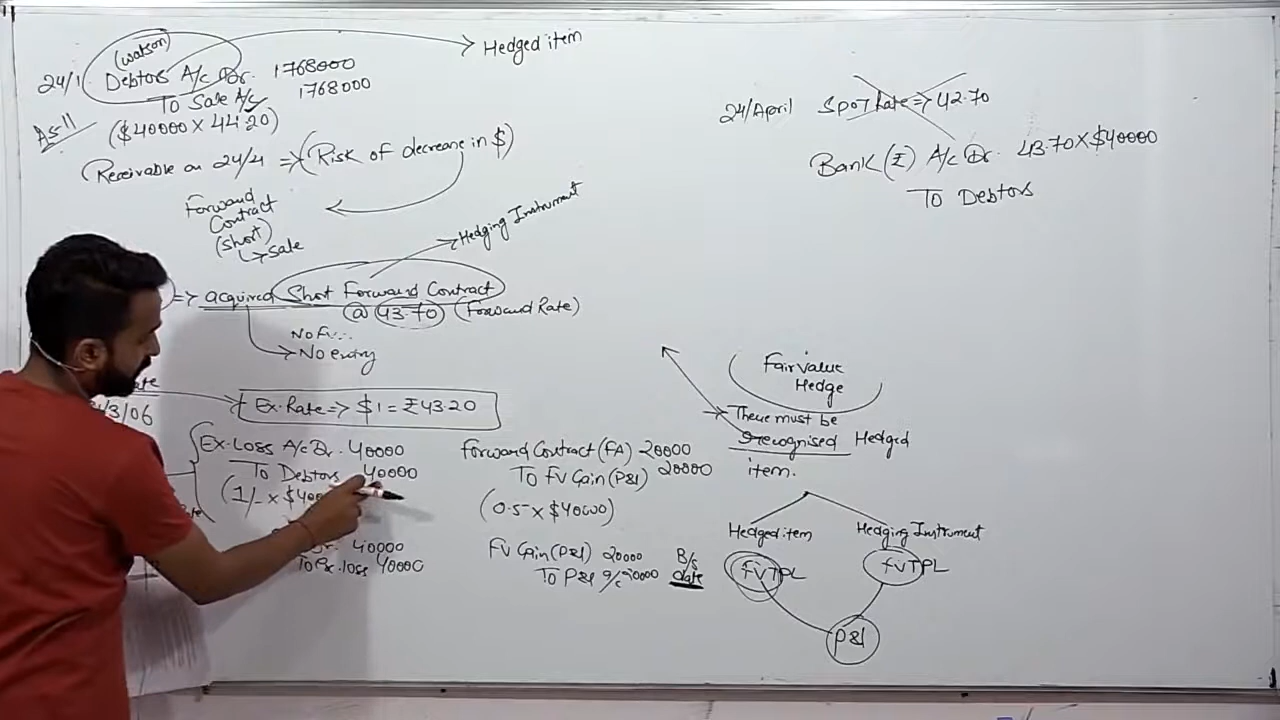 (watson)
24/1 Debtors A/c Dr. 1768000
To Sale A/c 1768000
AS-11 ($40000 X 44.20)
Receivable on 24/4 => (Risk of decrease in $)
Hedged item
Forward
Contract
(short)
↳ Sale
Hedging Instrument
=> acquired Short Forward Contract
@ 43.70 (Forward Rate)
No entry
3/06
Ex. Rate => $1 = ₹43.20
Ex. Loss A/c Dr. 40000
To Debtors 40000
(1/- x $40
40000
To Ex. loss 40000
Forward Contract (FA) 20000
To FV Gain (P&L) 20000
(0.5 x $40000)
FV Gain (P&L) 20000
To P&L a/c 20000
B/s
date
24/April Spot Rate => 42.70
Bank (₹) A/c Dr. 43.70 X $40000
To Debtors
Fair Value
Hedge
→ There must be
recognised Hedged
item.
Hedged item
FVTPL
Hedging Instrument
FVTPL
P&L